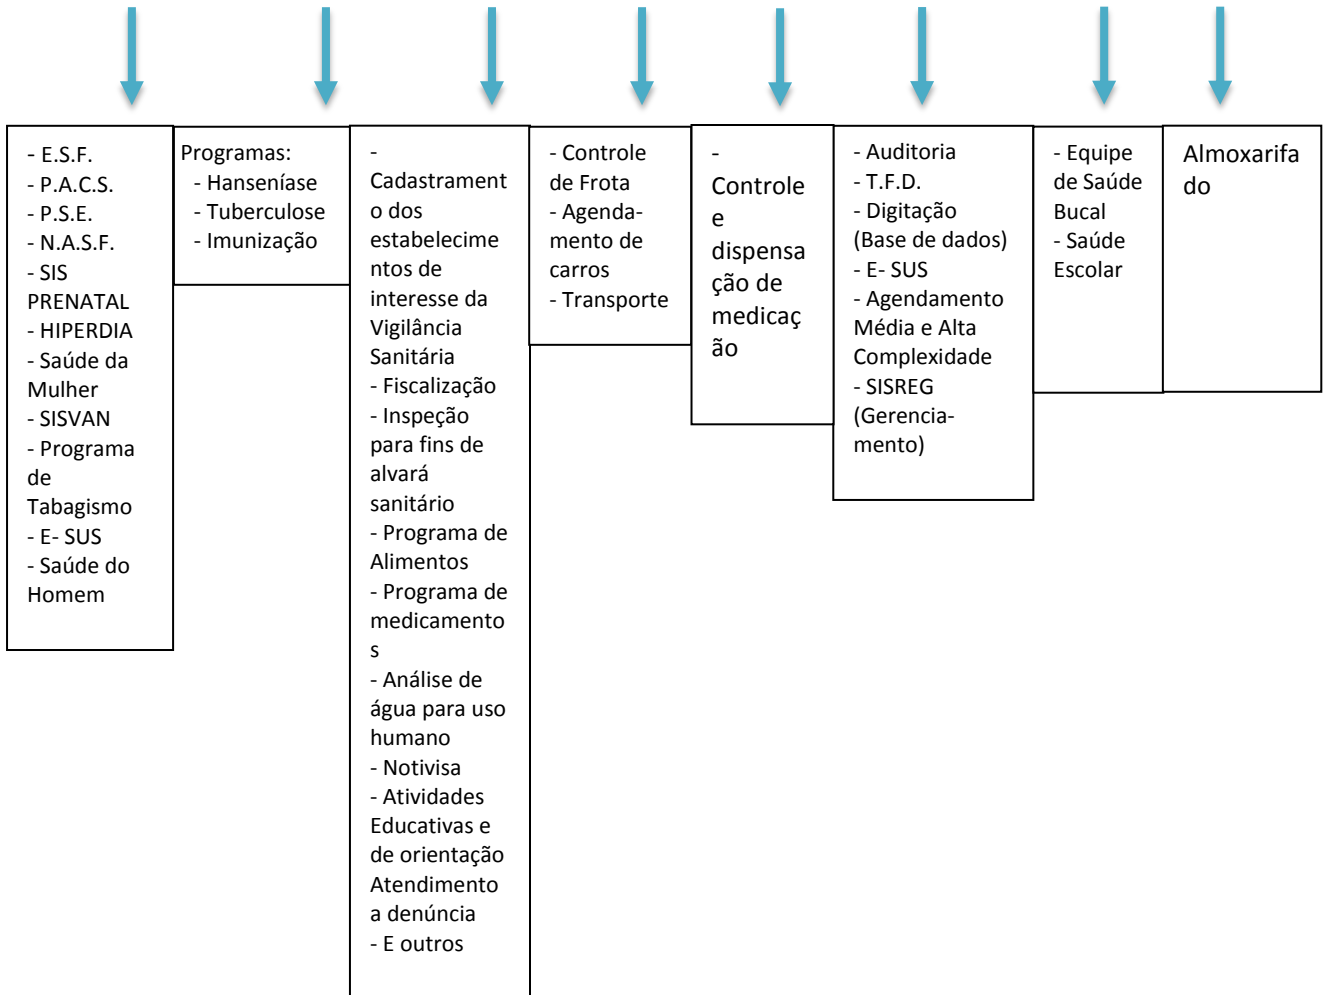 - E.S.F.
- P.A.C.S.
- P.S.E.
- N.A.S.F.
- SIS
PRENATAL
- HIPERDIA
- Saúde da
Mulher
- SISVAN
- Programa
de
Tabagismo
- E- SUS
- Saúde do
Homem
Programas:
- Hanseníase
- Tuberculose
- Imunização
-
Cadastrament
o dos
estabelecime
ntos de
interesse da
Vigilância
Sanitária
- Fiscalização
- Inspeção
para fins de
alvará
sanitário
- Programa de
Alimentos
- Programa de
medicamento
s
- Análise de
água para uso
humano
- Notivisa
- Atividades
Educativas e
de orientação
Atendimento
a denúncia
- E outros
- Controle
de Frota
- Agenda-
mento de
carros
- Transporte
-
Controle
e
dispensa
ção de
medicaç
ão
- Auditoria
- T.F.D.
- Digitação
(Base de dados)
- E- SUS
- Agendamento
Média e Alta
Complexidade
- SISREG
(Gerencia-
mento)
- Equipe
de Saúde
Bucal
- Saúde
Escolar
Almoxarifa
do